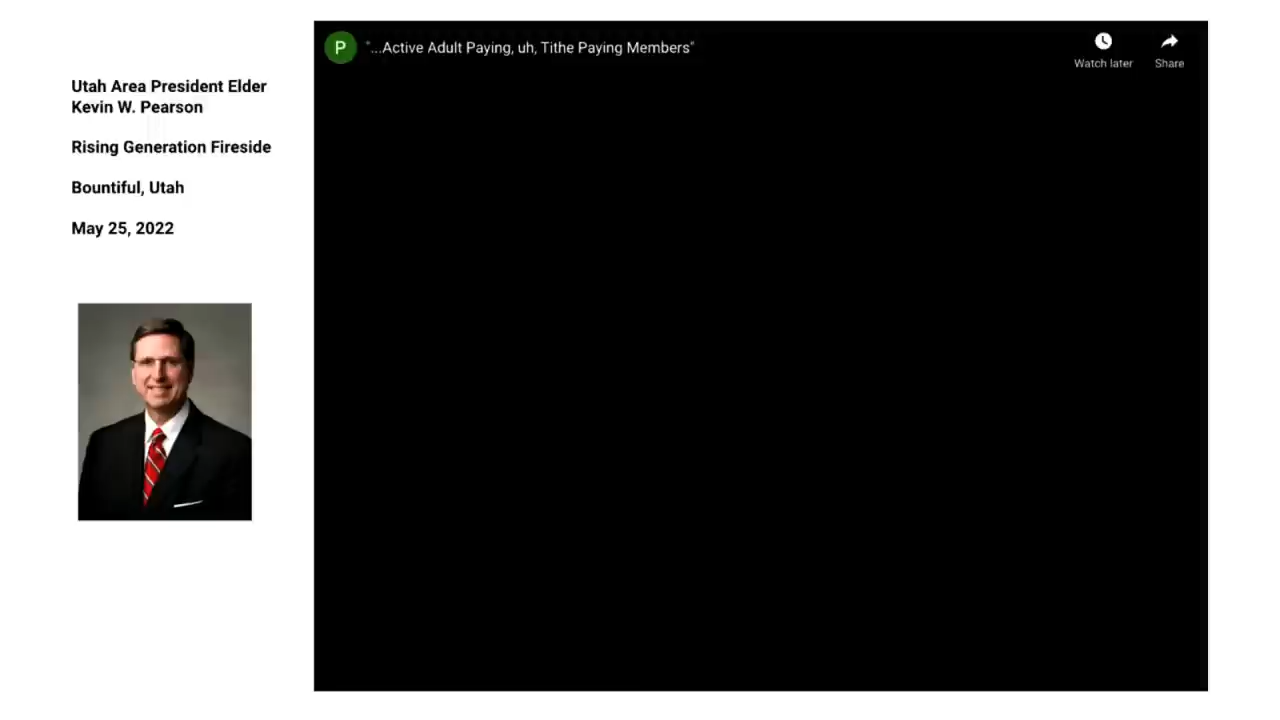 Utah Area President Elder
Kevin W. Pearson
Rising Generation Fireside
Bountiful, Utah
May 25, 2022
P
"...Active Adult Paying, uh, Tithe Paying Members"
Watch later
Share